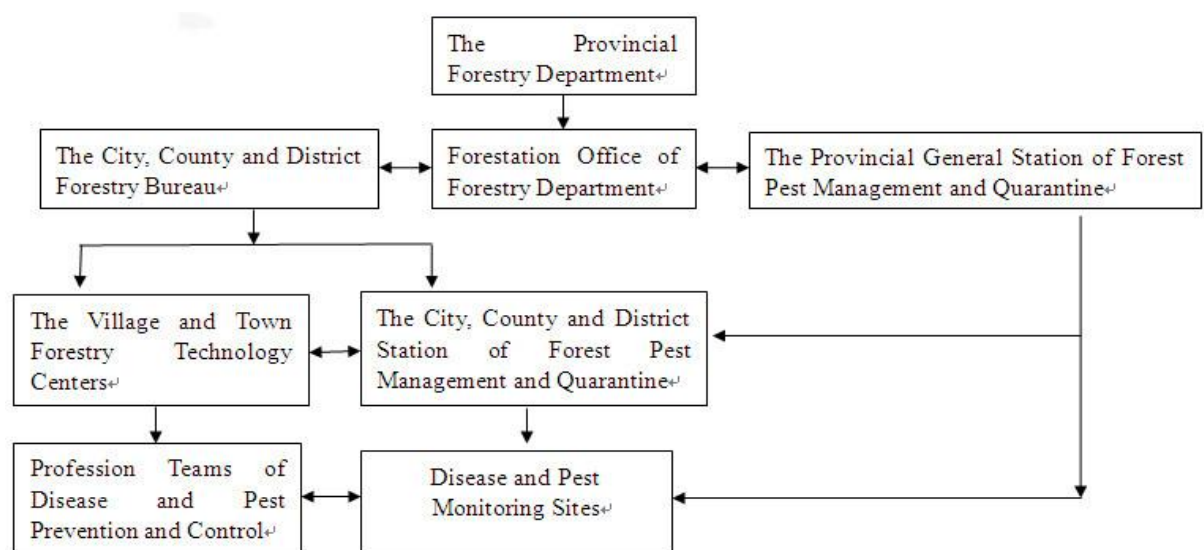 The Provincial
Forestry Department↵
The City, County and District
Forestry Bureau↵
Forestation Office of
Forestry Department↵
The Provincial General Station of Forest
Pest Management and Quarantine↵
The Village and Town
Forestry Technology
Centers↵
The City, County and District
Station of Forest Pest
Management and Quarantine↵
Profession Teams of
Disease and Pest
Prevention and Control↵
Disease and Pest
Monitoring Sites↵